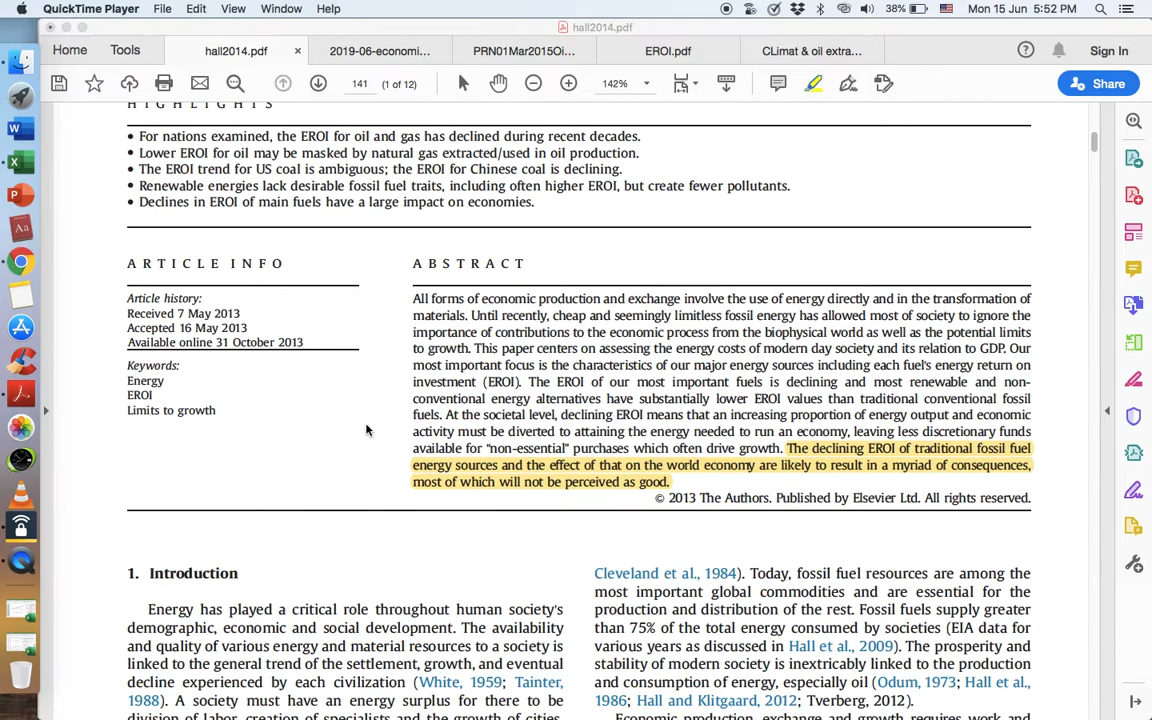 QuickTime Player File Edit View Window Help 38% Mon 15 Jun 5:52 PM
hall2014.pdf
Home Tools hall2014.pdf × 2019-06-economi... PRN01Mar2015Oi... EROI.pdf CLimat & oil extra... Sign In
141 (1 of 12) 142% Share
HIGHLIGHTS
• For nations examined, the EROI for oil and gas has declined during recent decades.
• Lower EROI for oil may be masked by natural gas extracted/used in oil production.
• The EROI trend for US coal is ambiguous; the EROI for Chinese coal is declining.
• Renewable energies lack desirable fossil fuel traits, including often higher EROI, but create fewer pollutants.
• Declines in EROI of main fuels have a large impact on economies.
ARTICLE INFO
Article history:
Received 7 May 2013
Accepted 16 May 2013
Available online 31 October 2013
Keywords:
Energy
EROI
Limits to growth
ABSTRACT
All forms of economic production and exchange involve the use of energy directly and in the transformation of
materials. Until recently, cheap and seemingly limitless fossil energy has allowed most of society to ignore the
importance of contributions to the economic process from the biophysical world as well as the potential limits
to growth. This paper centers on assessing the energy costs of modern day society and its relation to GDP. Our
most important focus is the characteristics of our major energy sources including each fuel's energy return on
investment (EROI). The EROI of our most important fuels is declining and most renewable and non-
conventional energy alternatives have substantially lower EROI values than traditional conventional fossil
fuels. At the societal level, declining EROI means that an increasing proportion of energy output and economic
activity must be diverted to attaining the energy needed to run an economy, leaving less discretionary funds
available for "non-essential" purchases which often drive growth. The declining EROI of traditional fossil fuel
energy sources and the effect of that on the world economy are likely to result in a myriad of consequences,
most of which will not be perceived as good.
© 2013 The Authors. Published by Elsevier Ltd. All rights reserved.
1. Introduction
Energy has played a critical role throughout human society's
demographic, economic and social development. The availability
and quality of various energy and material resources to a society is
linked to the general trend of the settlement, growth, and eventual
decline experienced by each civilization (White, 1959; Tainter,
1988). A society must have an energy surplus for there to be
division of labor, creation of specialists and the growth of cities,
Cleveland et al., 1984). Today, fossil fuel resources are among the
most important global commodities and are essential for the
production and distribution of the rest. Fossil fuels supply greater
than 75% of the total energy consumed by societies (EIA data for
various years as discussed in Hall et al., 2009). The prosperity and
stability of modern society is inextricably linked to the production
and consumption of energy, especially oil (Odum, 1973; Hall et al.,
1986; Hall and Klitgaard, 2012; Tverberg, 2012).
Economic production, exchange and growth requires work and